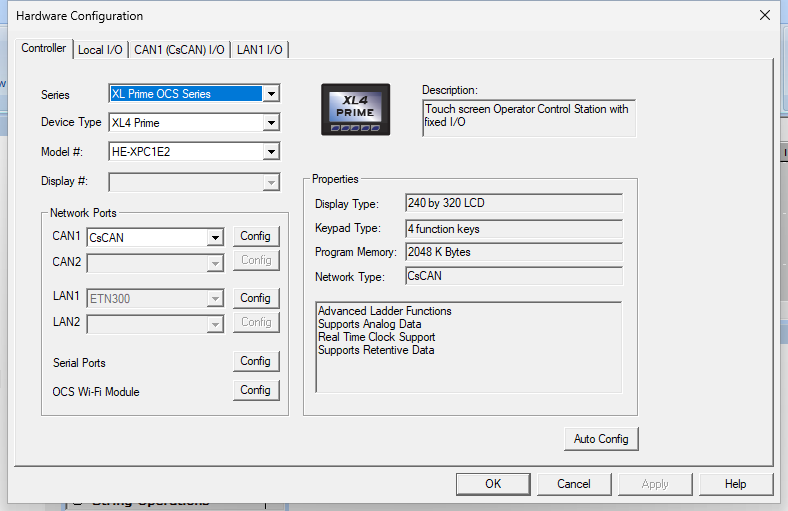 Hardware Configuration
Controller
Local I/O
CAN1 (CsCAN) I/O
LAN1 I/O
Series
XL Prime OCS Series
Device Type
XL4 Prime
Model #:
HE-XPC1E2
Display #:
XL4
PRIME
Description:
Touch screen Operator Control Station with
fixed I/O
Network Ports
CAN1
CsCAN
Config
CAN2
Config
LAN1
ETN300
Config
LAN2
Config
Serial Ports
Config
OCS Wi-Fi Module
Config
Properties
Display Type:
240 by 320 LCD
Keypad Type:
4 function keys
Program Memory:
2048 K Bytes
Network Type:
CsCAN
Advanced Ladder Functions
Supports Analog Data
Real Time Clock Support
Supports Retentive Data
Auto Config
OK
Cancel
Apply
Help
String Operations